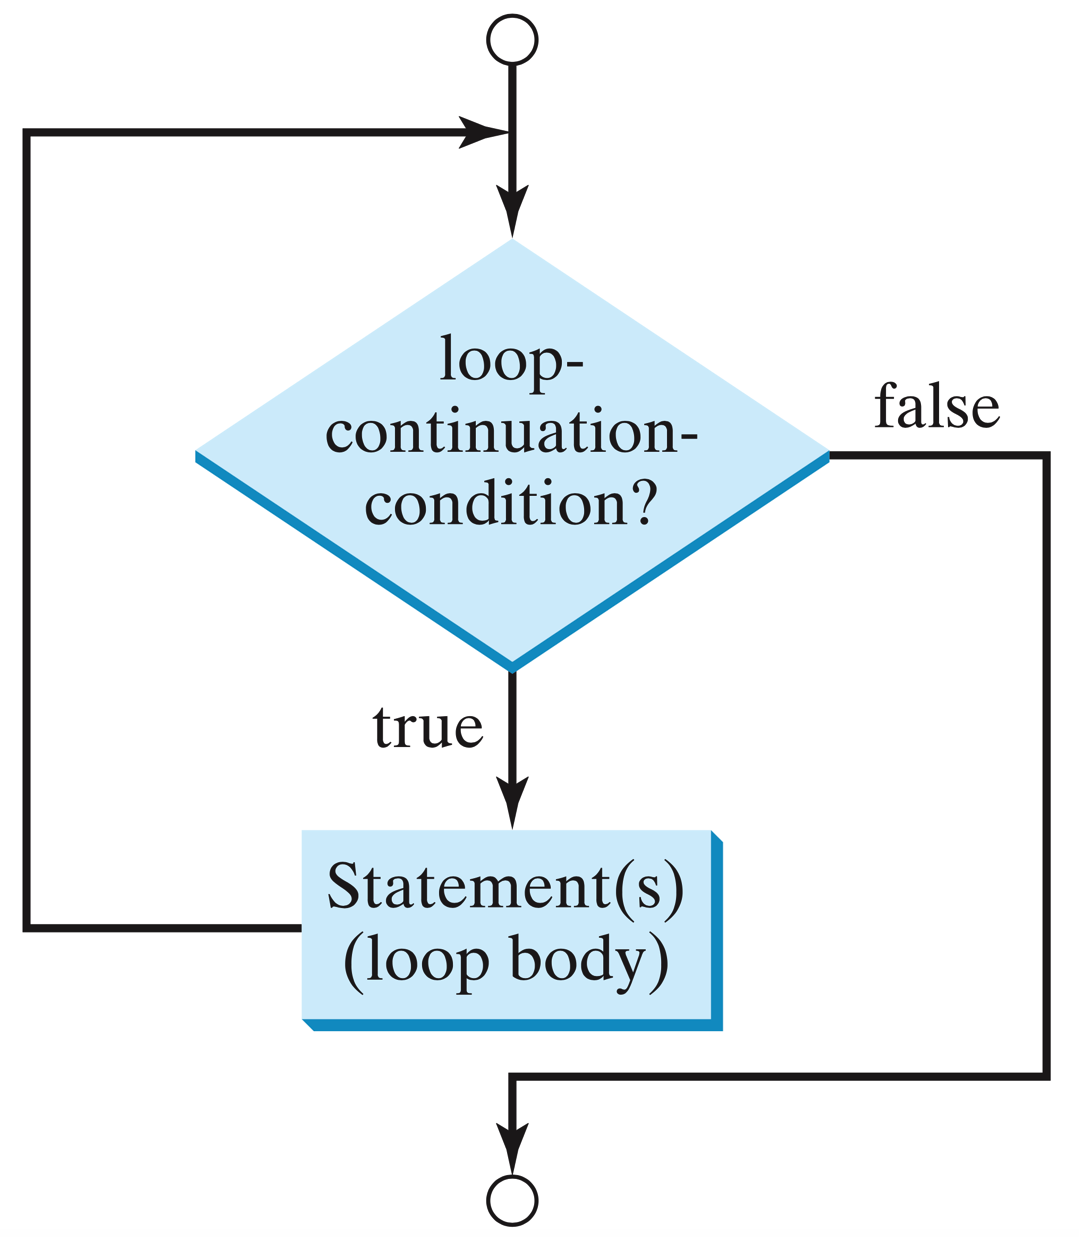 loop-
continuation-
condition?
false
true
Statement(s)
(loop body)